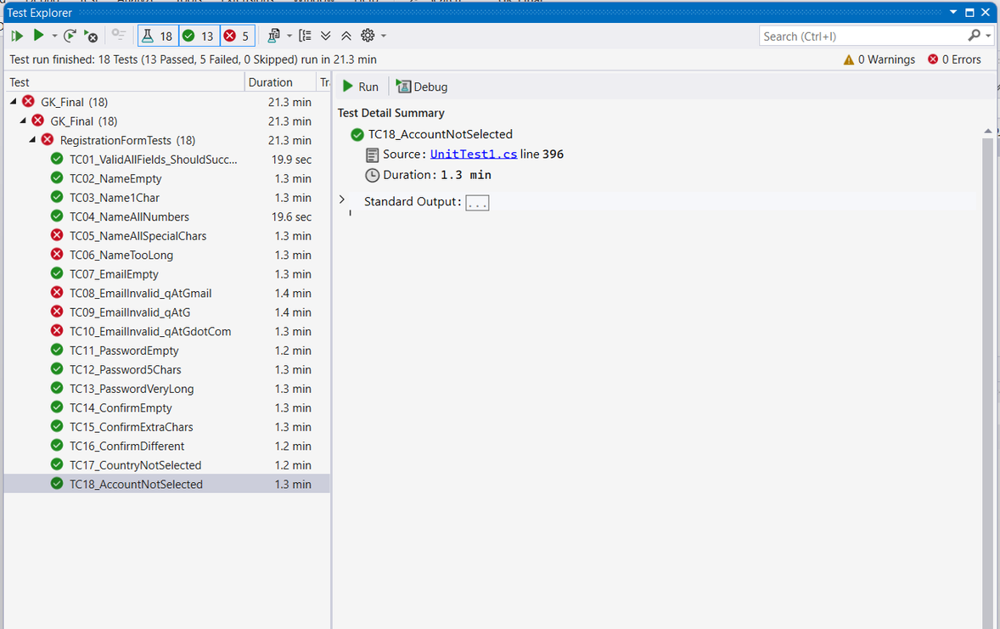 Test Explorer
18 13 5
Search (Ctrl+I)
Test run finished: 18 Tests (13 Passed, 5 Failed, 0 Skipped) run in 21.3 min
0 Warnings 0 Errors
Test Duration Tr
Run Debug
GK_Final (18) 21.3 min
GK_Final (18) 21.3 min
RegistrationFormTests (18) 21.3 min
TC01_ValidAllFields_ShouldSucc... 19.9 sec
TC02_NameEmpty 1.3 min
TC03_Name1Char 1.3 min
TC04_NameAllNumbers 19.6 sec
TC05_NameAllSpecialChars 1.3 min
TC06_NameTooLong 1.3 min
TC07_EmailEmpty 1.3 min
TC08_EmailInvalid_qAtGmail 1.4 min
TC09_EmailInvalid_qAtG 1.4 min
TC10_EmailInvalid_qAtGdotCom 1.3 min
TC11_PasswordEmpty 1.2 min
TC12_Password5Chars 1.3 min
TC13_PasswordVeryLong 1.3 min
TC14_ConfirmEmpty 1.3 min
TC15_ConfirmExtraChars 1.3 min
TC16_ConfirmDifferent 1.2 min
TC17_CountryNotSelected 1.2 min
TC18_AccountNotSelected 1.3 min
Test Detail Summary
TC18_AccountNotSelected
Source: UnitTest1.cs line 396
Duration: 1.3 min
Standard Output: ...